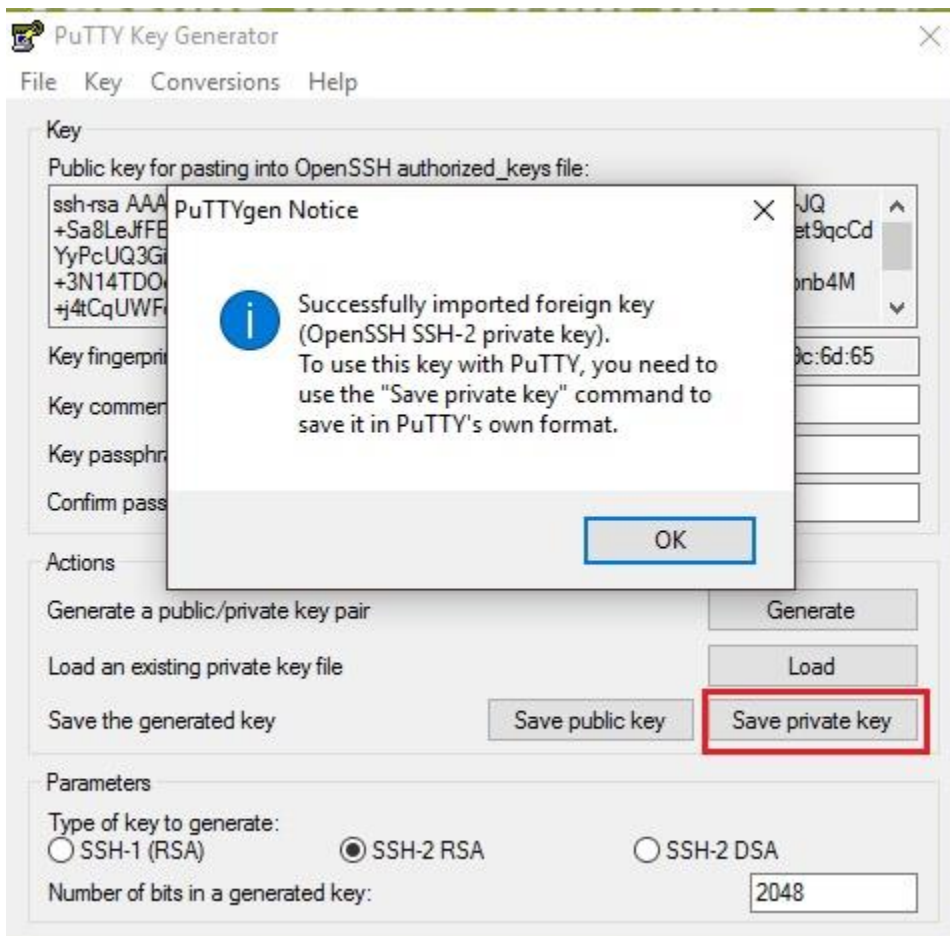 PuTTY Key Generator
File Key Conversions Help
Key
Public key for pasting into OpenSSH authorized_keys file:
ssh-rsa AAA
+Sa8LeJfFE
et9qcCd
YyPcUQ3Gi
+3N14TDO
onb4M
+j4tCqUWF
PuTTYgen Notice
Successfully imported foreign key
(OpenSSH SSH-2 private key).
To use this key with PuTTY, you need to
use the "Save private key" command to
save it in PuTTY's own format.
OK
Key fingerpri
9c:6d:65
Key commen
Key passphra
Confirm pass
Actions
Generate a public/private key pair
Generate
Load an existing private key file
Load
Save the generated key
Save public key
Save private key
Parameters
Type of key to generate:
SSH-1 (RSA) SSH-2 RSA SSH-2 DSA
Number of bits in a generated key:
2048